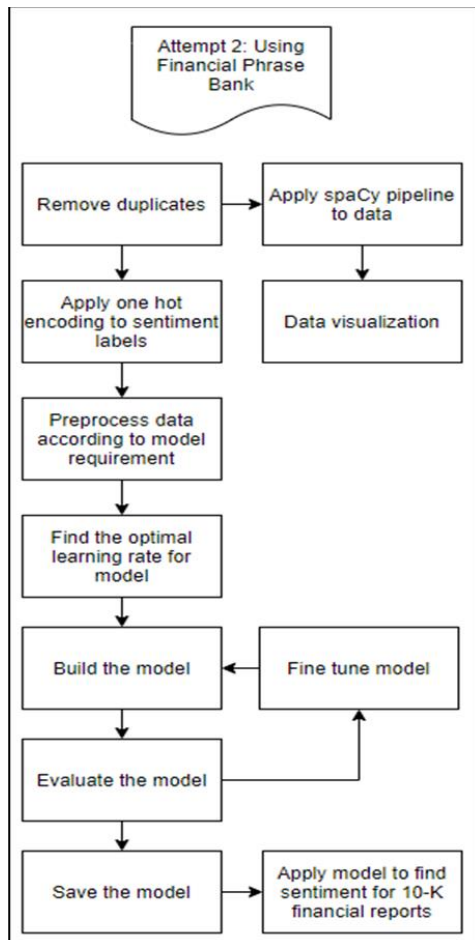 Attempt 2: Using
Financial Phrase
Bank
Remove duplicates
Apply spaCy pipeline
to data
Apply one hot
encoding to sentiment
labels
Data visualization
Preprocess data
according to model
requirement
Find the optimal
learning rate for
model
Build the model
Fine tune model
Evaluate the model
Save the model
Apply model to find
sentiment for 10-K
financial reports